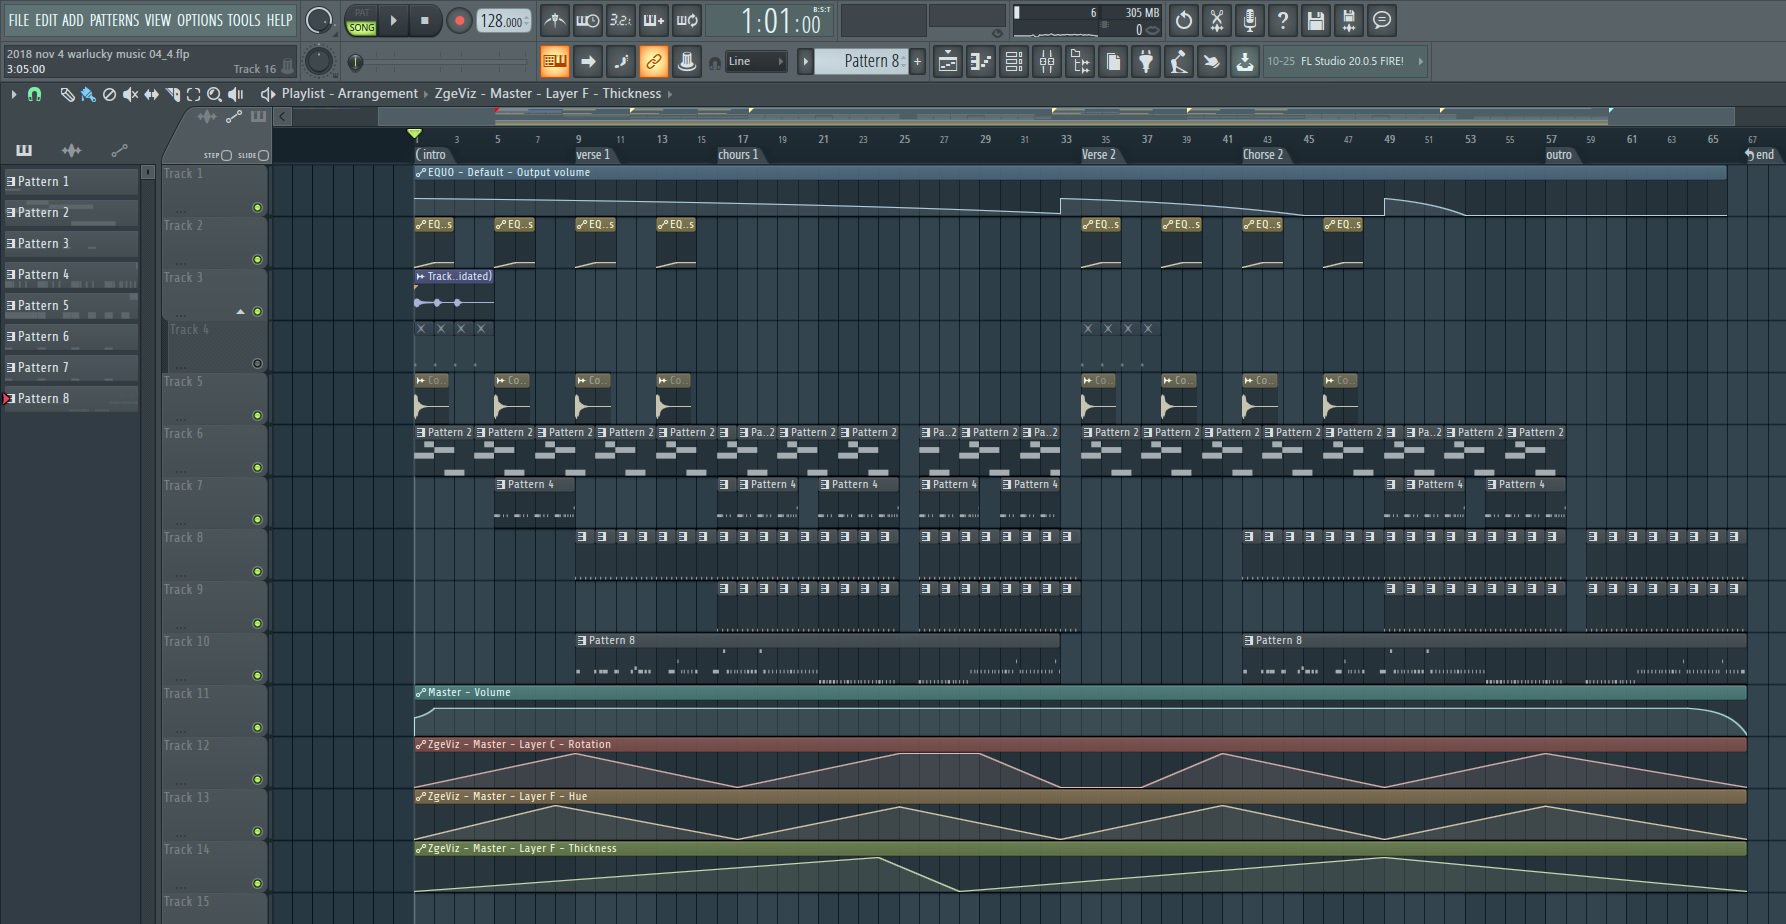 FILE EDIT ADD PATTERNS VIEW OPTIONS TOOLS HELP
PAT
SONG
128.000
3.2:
1:01:00
B:S:T
6
305 MB
0
2018 nov 4 warlucky music 04_4.flp
3:05:00
Track 16
Line
Pattern 8
+
10-25 FL Studio 20.0.5 FIRE!
Playlist - Arrangement ▸ ZgeViz - Master - Layer F - Thickness
STEP
SLIDE
1 3 5 7 9 11 13 15 17 19 21 23 25 27 29 31 33 35 37 39 41 43 45 47 49 51 53 55 57 59 61 63 65 67
intro
verse 1
chours 1
Verse 2
Chorse 2
outro
end
Pattern 1
Pattern 2
Pattern 3
Pattern 4
Pattern 5
Pattern 6
Pattern 7
Pattern 8
Track 1
EQUO - Default - Output volume
Track 2
EQ..s EQ..s EQ..s EQ..s EQ..s EQ..s EQ..s EQ..s
Track 3
Track..idated)
Track 4
Track 5
Co.. Co.. Co.. Co.. Co.. Co.. Co.. Co..
Track 6
Pattern 2 Pattern 2 Pattern 2 Pattern 2 Pattern 2 Pa..2 Pattern 2 Pattern 2 Pa..2 Pattern 2 Pa..2 Pattern 2 Pattern 2 Pattern 2 Pattern 2 Pattern 2 Pa..2 Pattern 2 Pattern 2
Track 7
Pattern 4 Pattern 4 Pattern 4 Pattern 4 Pattern 4 Pattern 4 Pattern 4
Track 8
Track 9
Track 10
Pattern 8 Pattern 8
Track 11
Master - Volume
Track 12
ZgeViz - Master - Layer C - Rotation
Track 13
ZgeViz - Master - Layer F - Hue
Track 14
ZgeViz - Master - Layer F - Thickness
Track 15